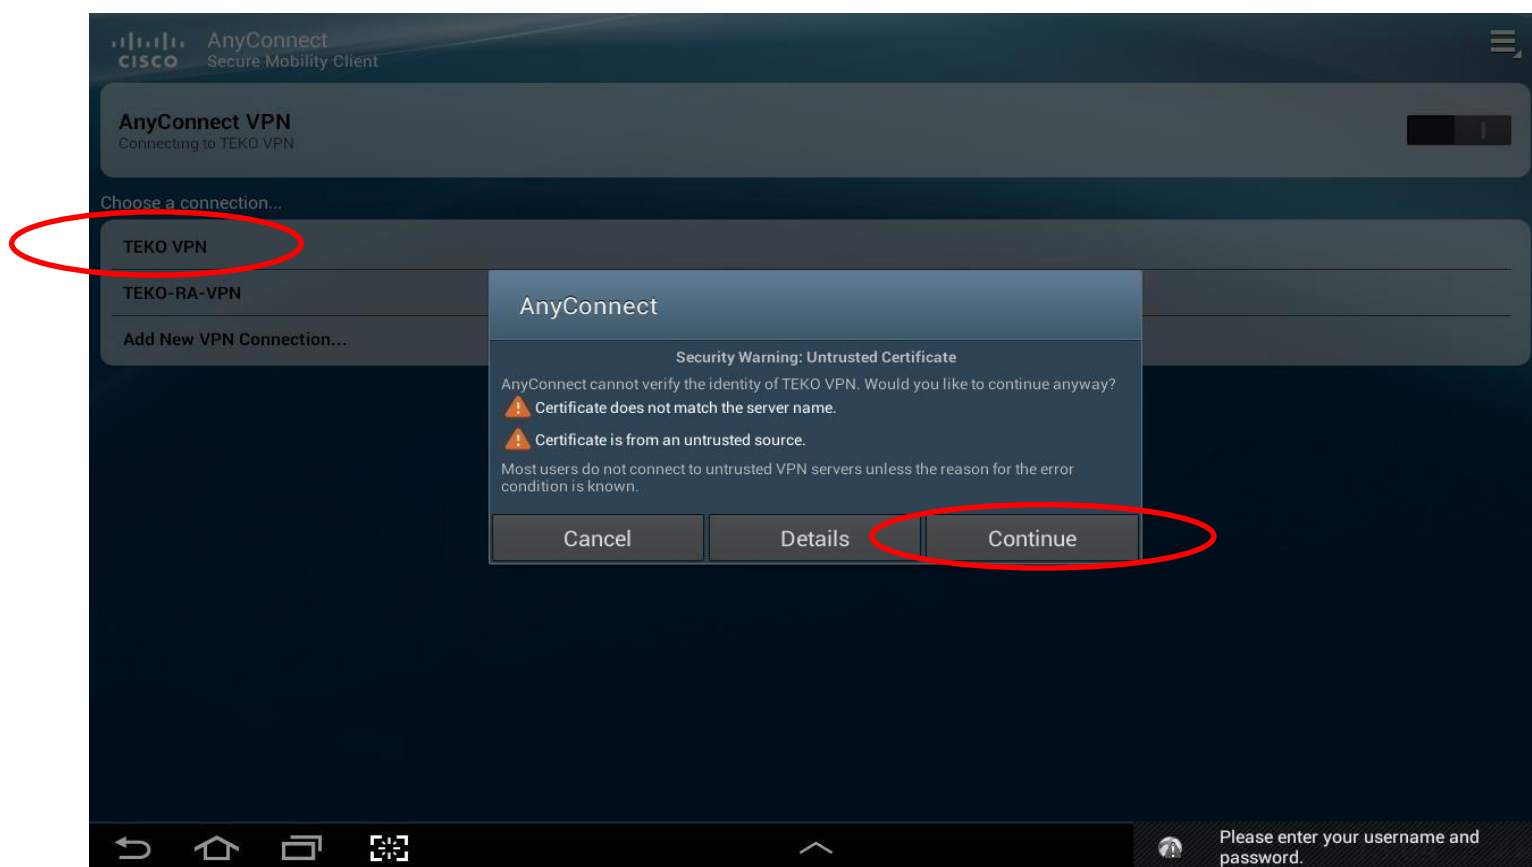 CISCO
AnyConnect
Secure Mobility Client
AnyConnect VPN
Connecting to TEKO VPN
Choose a connection...
TEKO VPN
TEKO-RA-VPN
Add New VPN Connection...
AnyConnect
Security Warning: Untrusted Certificate
AnyConnect cannot verify the identity of TEKO VPN. Would you like to continue anyway?
Certificate does not match the server name.
Certificate is from an untrusted source.
Most users do not connect to untrusted VPN servers unless the reason for the error
condition is known.
Cancel
Details
Continue
Please enter your username and
password.